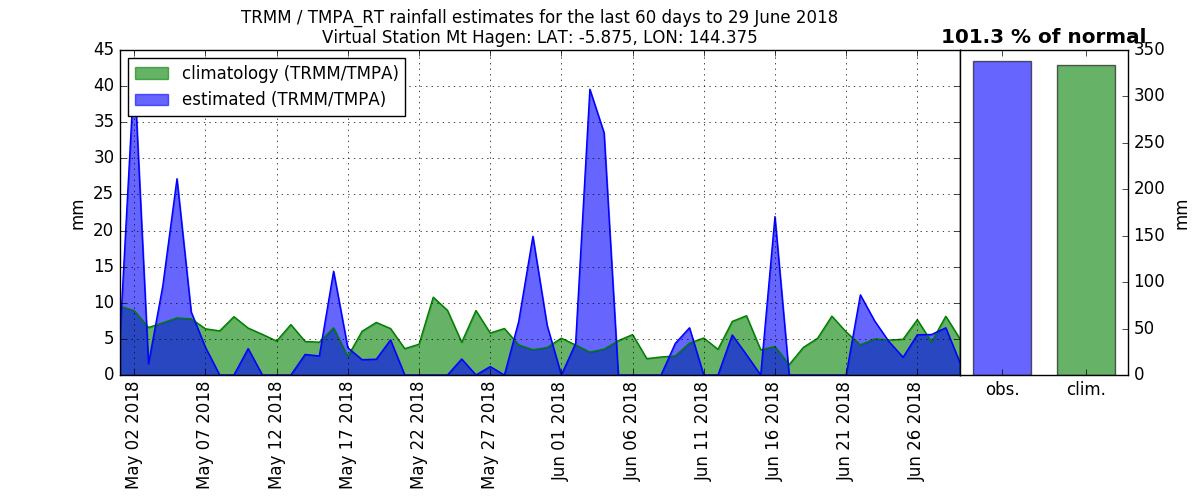 TRMM / TMPA_RT rainfall estimates for the last 60 days to 29 June 2018
Virtual Station Mt Hagen: LAT: -5.875, LON: 144.375
101.3 % of normal
climatology (TRMM/TMPA)
estimated (TRMM/TMPA)
mm
45
40
35
30
25
20
15
10
5
0
May 02 2018
May 07 2018
May 12 2018
May 17 2018
May 22 2018
May 27 2018
Jun 01 2018
Jun 06 2018
Jun 11 2018
Jun 16 2018
Jun 21 2018
Jun 26 2018
obs.
clim.
350
300
250
200
150
100
50
0
mm